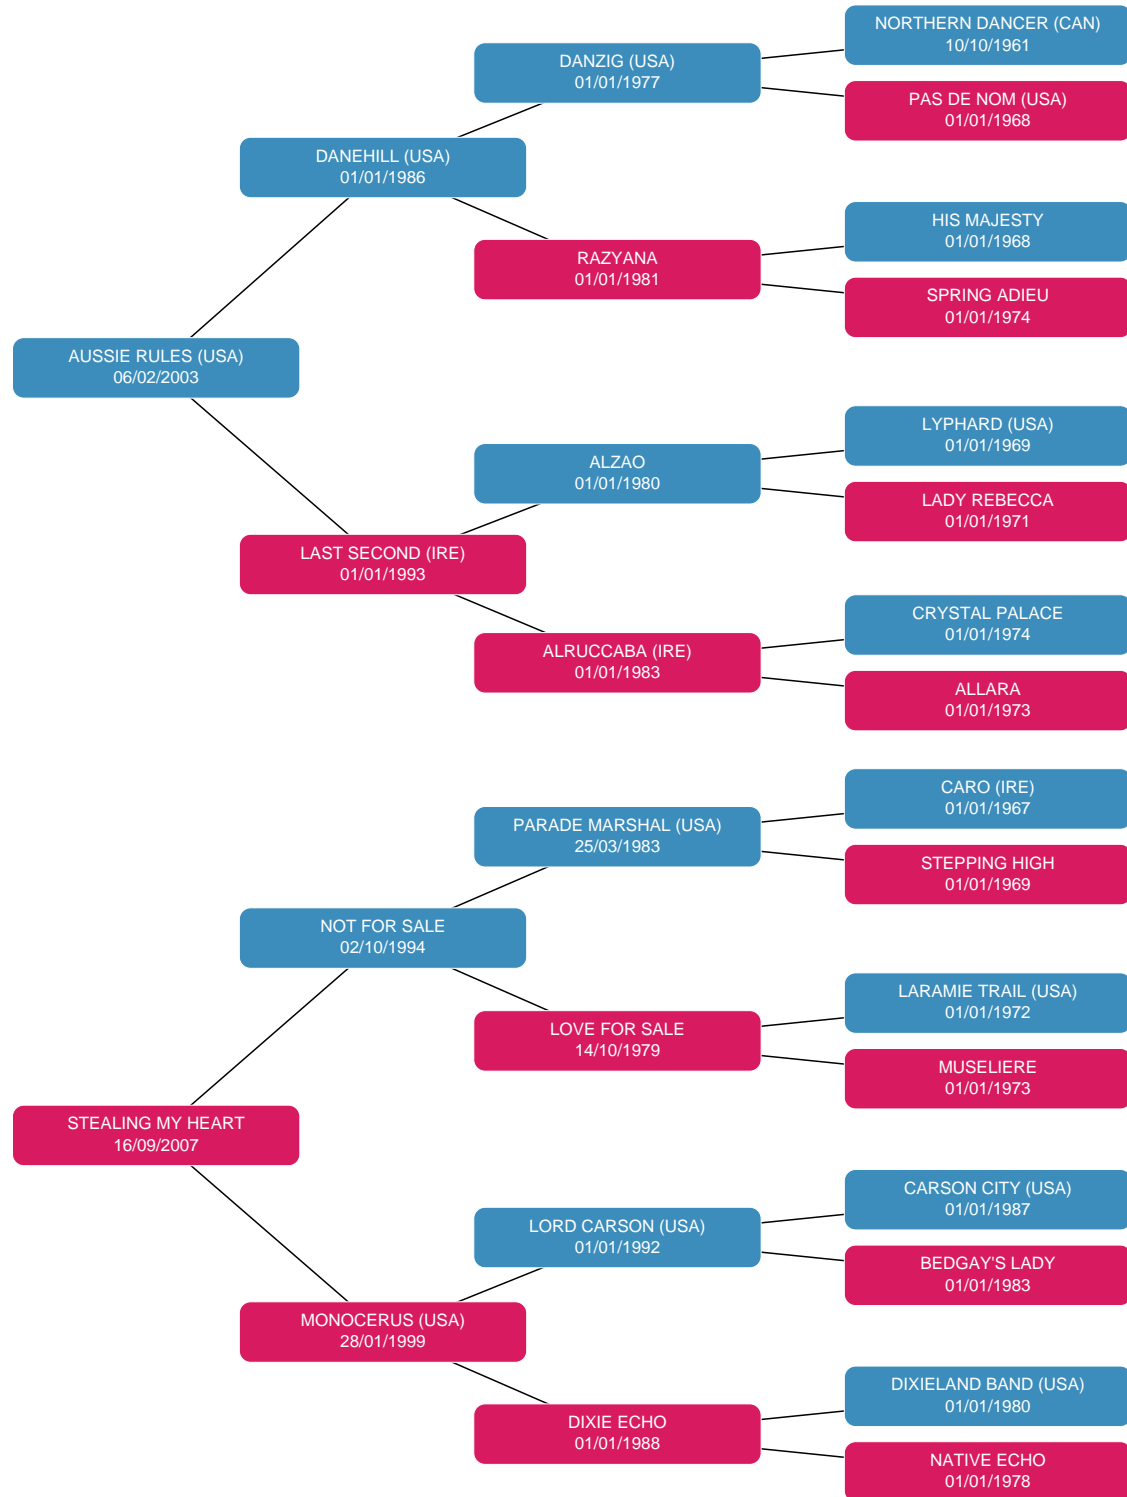 NORTHERN DANCER (CAN)
10/10/1961
DANZIG (USA)
01/01/1977
PAS DE NOM (USA)
01/01/1968
DANEHILL (USA)
01/01/1986
HIS MAJESTY
01/01/1968
RAZYANA
01/01/1981
SPRING ADIEU
01/01/1974
AUSSIE RULES (USA)
06/02/2003
LYPHARD (USA)
01/01/1969
ALZAO
01/01/1980
LADY REBECCA
01/01/1971
LAST SECOND (IRE)
01/01/1993
CRYSTAL PALACE
01/01/1974
ALRUCCABA (IRE)
01/01/1983
ALLARA
01/01/1973
CARO (IRE)
01/01/1967
PARADE MARSHAL (USA)
25/03/1983
STEPPING HIGH
01/01/1969
NOT FOR SALE
02/10/1994
LARAMIE TRAIL (USA)
01/01/1972
LOVE FOR SALE
14/10/1979
MUSELIERE
01/01/1973
STEALING MY HEART
16/09/2007
CARSON CITY (USA)
01/01/1987
LORD CARSON (USA)
01/01/1992
BEDGAY'S LADY
01/01/1983
MONOCERUS (USA)
28/01/1999
DIXIELAND BAND (USA)
01/01/1980
DIXIE ECHO
01/01/1988
NATIVE ECHO
01/01/1978